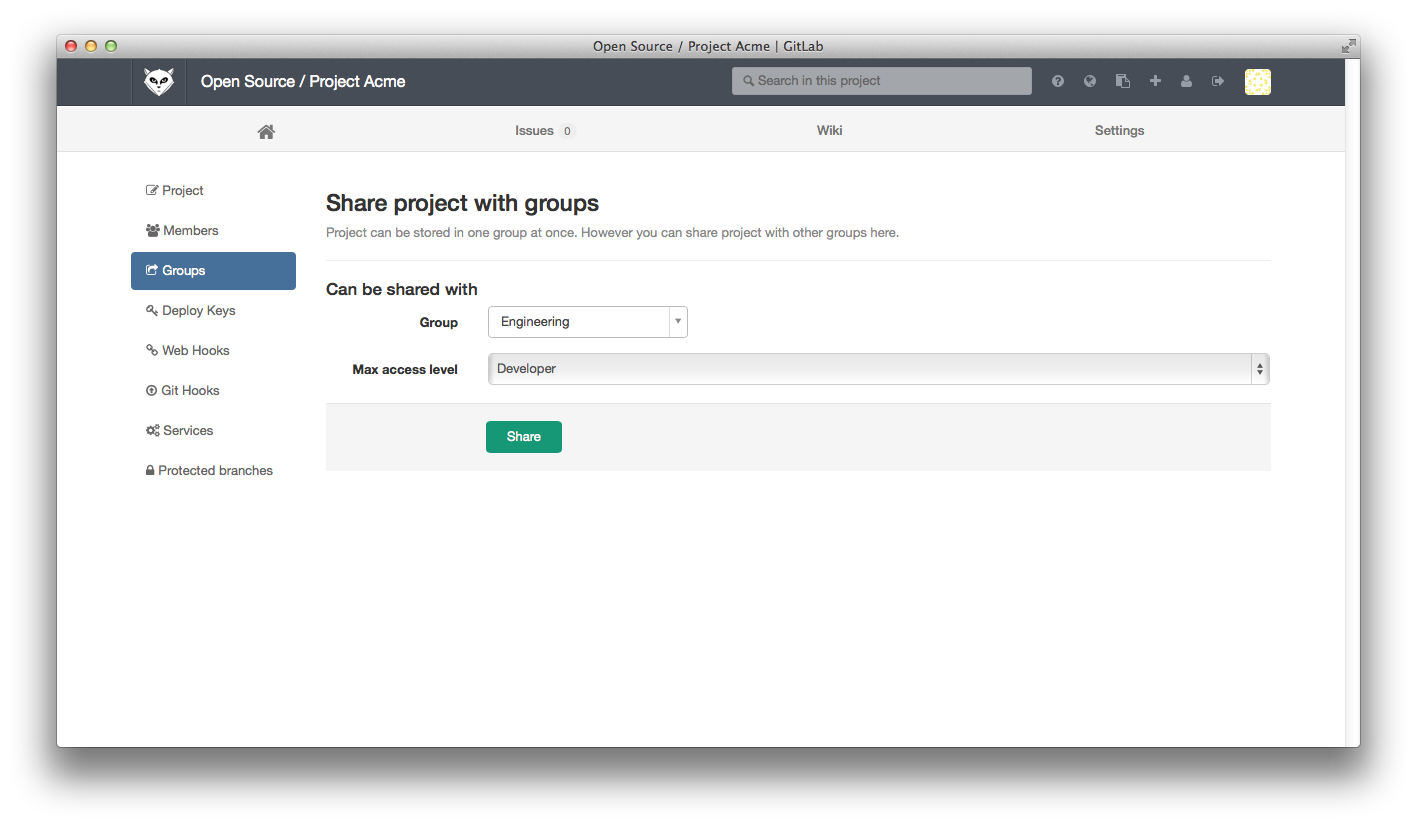 Open Source / Project Acme | GitLab
Open Source / Project Acme
Search in this project
Issues 0
Wiki
Settings
Project
Members
Groups
Deploy Keys
Web Hooks
Git Hooks
Services
Protected branches
Share project with groups
Project can be stored in one group at once. However you can share project with other groups here.
Can be shared with
Group
Engineering
Max access level
Developer
Share